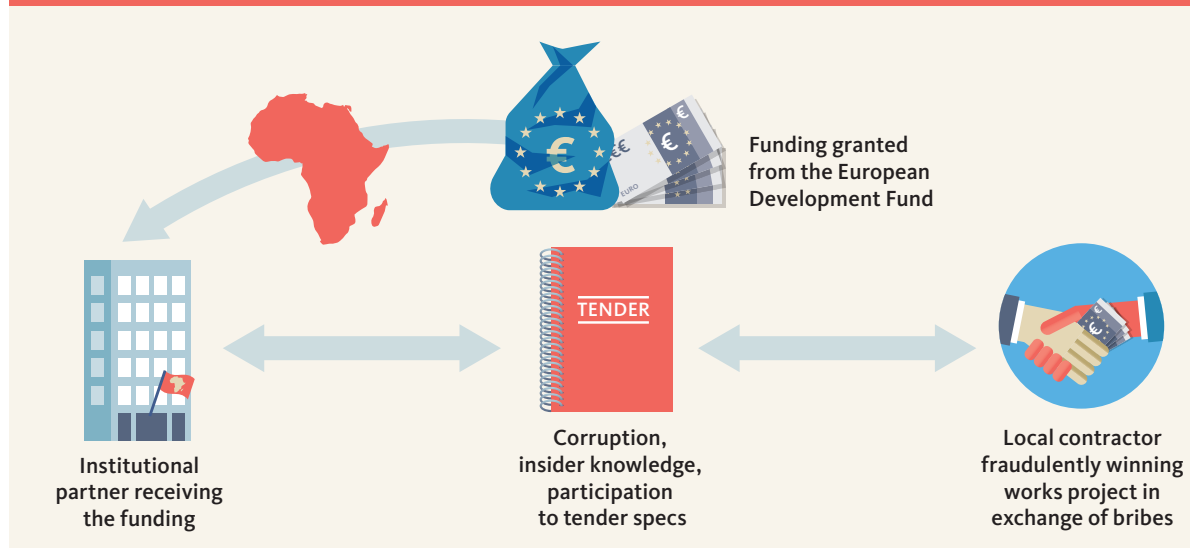 Funding granted
from the European
Development Fund
€
€€
€
€
EURO
TENDER
€
Institutional
partner receiving
the funding
Corruption,
insider knowledge,
participation
to tender specs
Local contractor
fraudulently winning
works project in
exchange of bribes